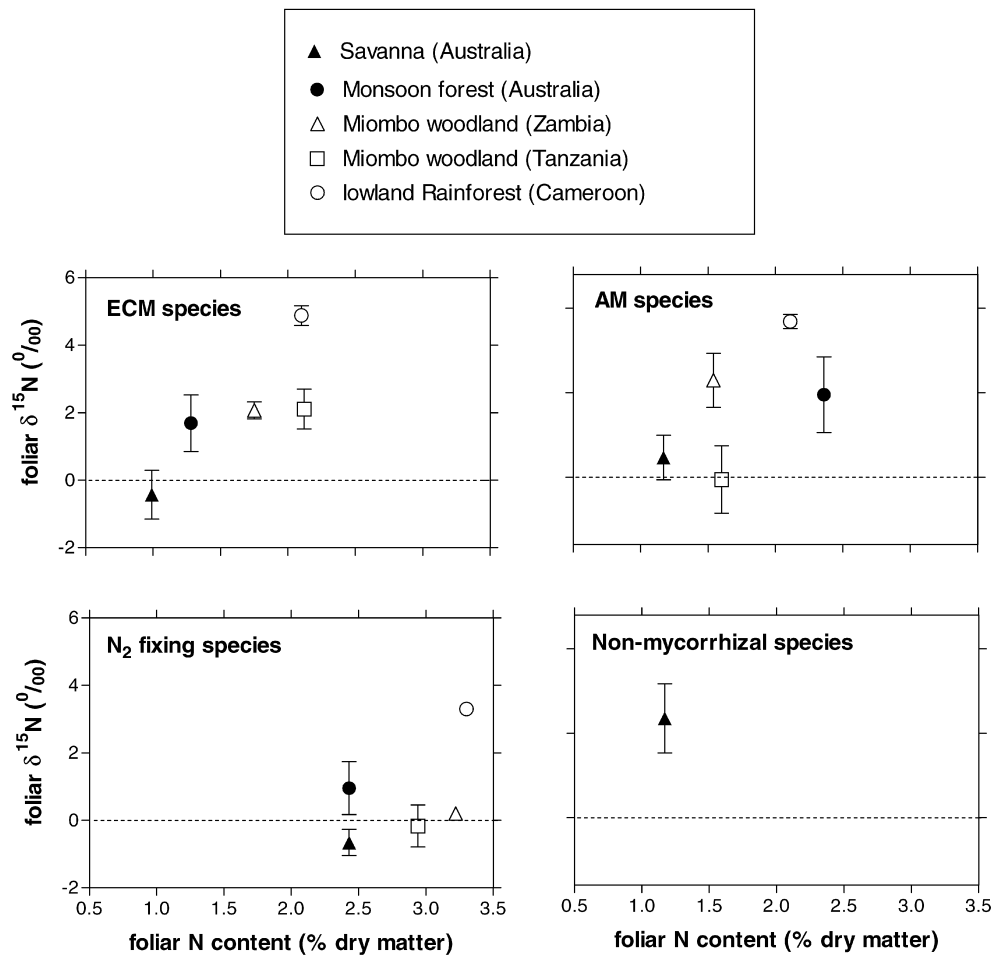 Savanna (Australia)
Monsoon forest (Australia)
Miombo woodland (Zambia)
Miombo woodland (Tanzania)
lowland Rainforest (Cameroon)
ECM species
AM species
foliar δ 15N (0/00)
6
4
2
0
-2
N2 fixing species
Non-mycorrhizal species
foliar δ 15N (0/00)
6
4
2
0
-2
0.5 1.0 1.5 2.0 2.5 3.0 3.5
0.5 1.0 1.5 2.0 2.5 3.0 3.5
foliar N content (% dry matter)
foliar N content (% dry matter)